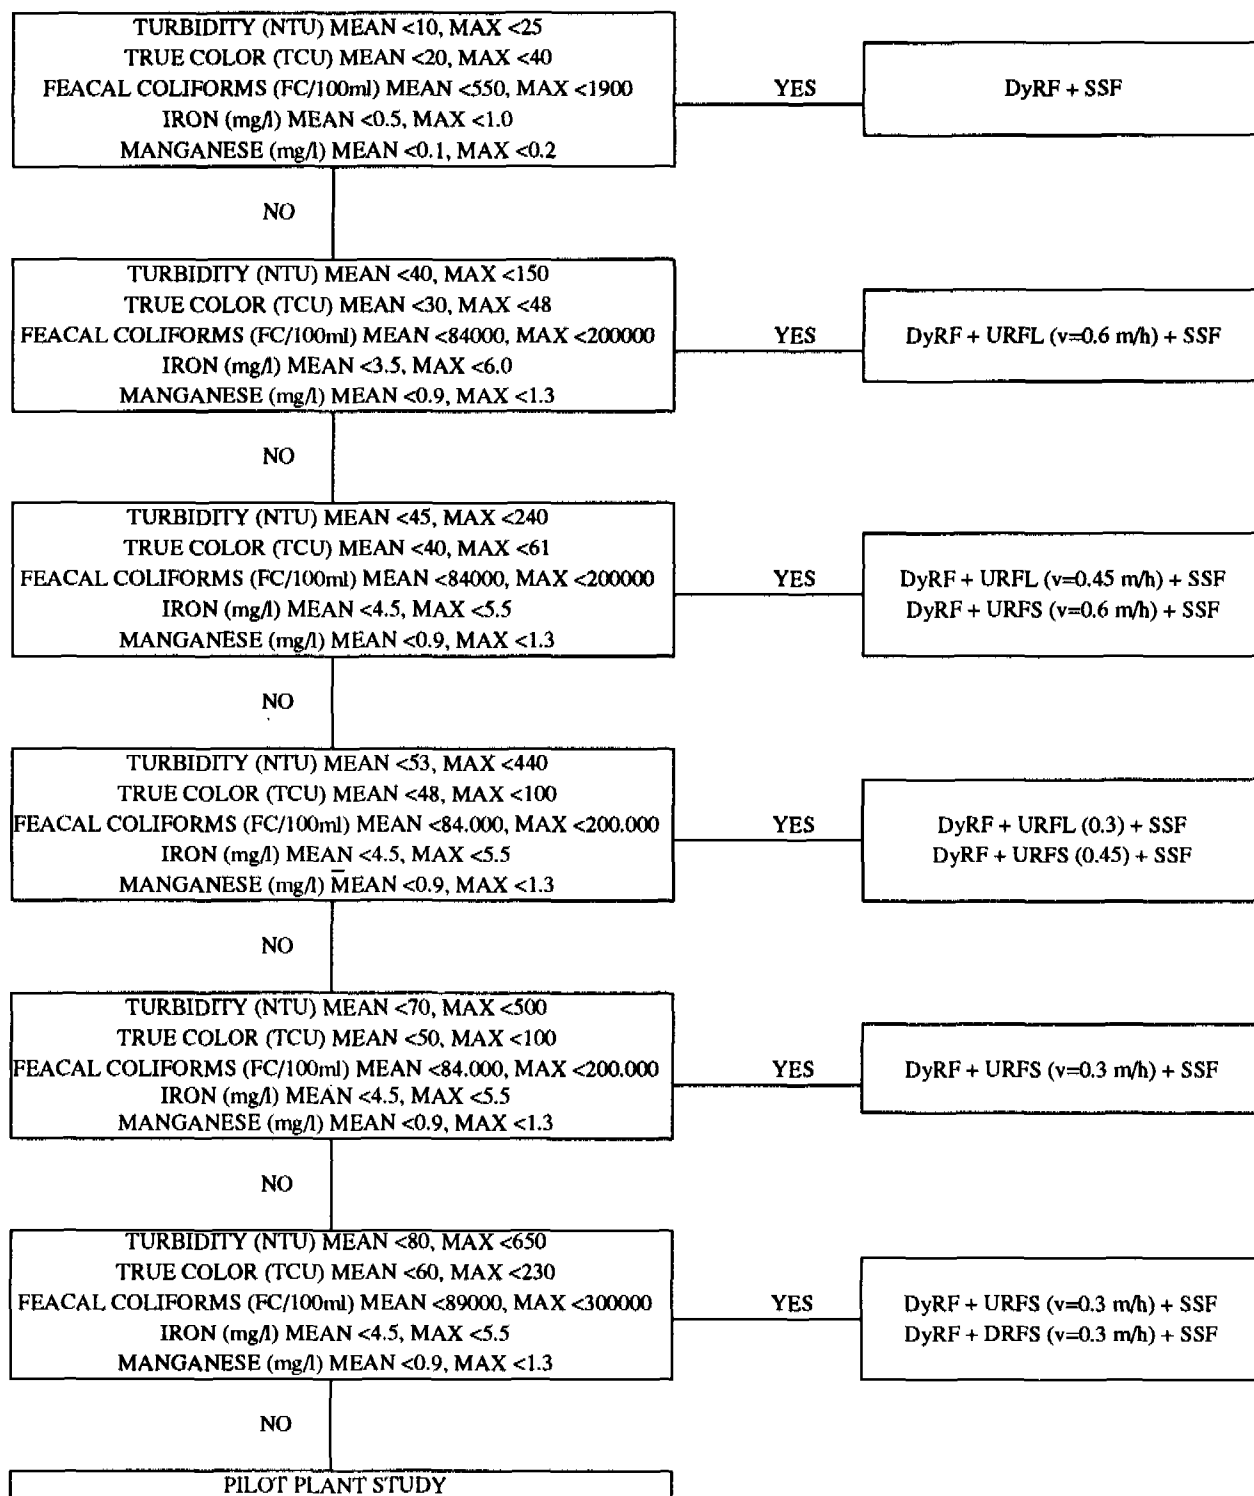 TURBIDITY (NTU) MEAN <10, MAX <25
TRUE COLOR (TCU) MEAN <20, MAX <40
FEACAL COLIFORMS (FC/100ml) MEAN <550, MAX <1900
IRON (mg/l) MEAN <0.5, MAX <1.0
MANGANESE (mg/l) MEAN <0.1, MAX <0.2
YES
DyRF + SSF
NO
TURBIDITY (NTU) MEAN <40, MAX <150
TRUE COLOR (TCU) MEAN <30, MAX <48
FEACAL COLIFORMS (FC/100ml) MEAN <84000, MAX <200000
IRON (mg/l) MEAN <3.5, MAX <6.0
MANGANESE (mg/l) MEAN <0.9, MAX <1.3
YES
DyRF + URFL (v=0.6 m/h) + SSF
NO
TURBIDITY (NTU) MEAN <45, MAX <240
TRUE COLOR (TCU) MEAN <40, MAX <61
FEACAL COLIFORMS (FC/100ml) MEAN <84000, MAX <200000
IRON (mg/l) MEAN <4.5, MAX <5.5
MANGANESE (mg/l) MEAN <0.9, MAX <1.3
YES
DyRF + URFL (v=0.45 m/h) + SSF
DyRF + URFS (v=0.6 m/h) + SSF
NO
TURBIDITY (NTU) MEAN <53, MAX <440
TRUE COLOR (TCU) MEAN <48, MAX <100
FEACAL COLIFORMS (FC/100ml) MEAN <84.000, MAX <200.000
IRON (mg/l) MEAN <4.5, MAX <5.5
MANGANESE (mg/l) MEAN <0.9, MAX <1.3
YES
DyRF + URFL (0.3) + SSF
DyRF + URFS (0.45) + SSF
NO
TURBIDITY (NTU) MEAN <70, MAX <500
TRUE COLOR (TCU) MEAN <50, MAX <100
FEACAL COLIFORMS (FC/100ml) MEAN <84.000, MAX <200.000
IRON (mg/l) MEAN <4.5, MAX <5.5
MANGANESE (mg/l) MEAN <0.9, MAX <1.3
YES
DyRF + URFS (v=0.3 m/h) + SSF
NO
TURBIDITY (NTU) MEAN <80, MAX <650
TRUE COLOR (TCU) MEAN <60, MAX <230
FEACAL COLIFORMS (FC/100ml) MEAN <89000, MAX <300000
IRON (mg/l) MEAN <4.5, MAX <5.5
MANGANESE (mg/l) MEAN <0.9, MAX <1.3
YES
DyRF + URFS (v=0.3 m/h) + SSF
DyRF + DRFS (v=0.3 m/h) + SSF
NO
PILOT PLANT STUDY